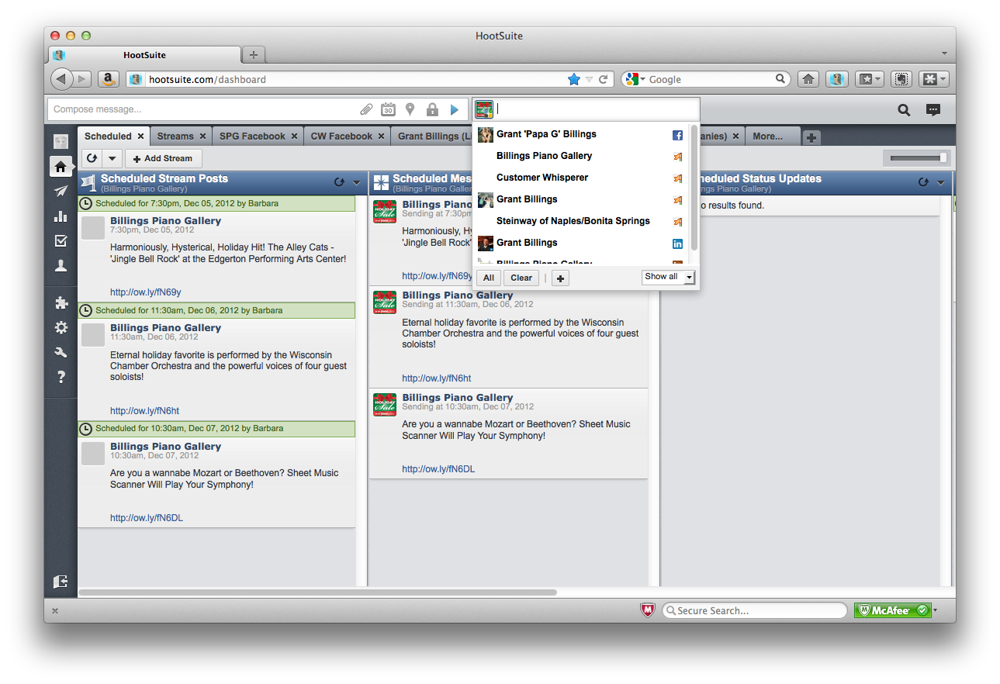 HootSuite
HootSuite
hootsuite.com/dashboard
Google
Compose message...
30
Scheduled
Streams
SPG Facebook
CW Facebook
Grant Billings (Li
anies)
More...
Add Stream
Grant 'Papa G' Billings
Billings Piano Gallery
Customer Whisperer
Grant Billings
Steinway of Naples/Bonita Springs
Grant Billings
Billings Piano Gallery
All
Clear
Show all
Scheduled Stream Posts
(Billings Piano Gallery)
Scheduled for 7:30pm, Dec 05, 2012 by Barbara
Billings Piano Gallery
7:30pm, Dec 05, 2012
Harmoniously, Hysterical, Holiday Hit! The Alley Cats -
'Jingle Bell Rock' at the Edgerton Performing Arts Center!
http://ow.ly/fN69y
Scheduled for 11:30am, Dec 06, 2012 by Barbara
Billings Piano Gallery
11:30am, Dec 06, 2012
Eternal holiday favorite is performed by the Wisconsin
Chamber Orchestra and the powerful voices of four guest
soloists!
http://ow.ly/fN6ht
Scheduled for 10:30am, Dec 07, 2012 by Barbara
Billings Piano Gallery
10:30am, Dec 07, 2012
Are you a wannabe Mozart or Beethoven? Sheet Music
Scanner Will Play Your Symphony!
http://ow.ly/fN6DL
Scheduled Mes
(Billings Piano Galler
HOLIDAY
Sale
Billings Piano
Sending at 7:30pm
Harmoniously, Hy
'Jingle Bell Rock'
http://ow.ly/fN69y
HOLIDAY
Sale
Billings Piano Gallery
Sending at 11:30am, Dec 06, 2012
Eternal holiday favorite is performed by the Wisconsin
Chamber Orchestra and the powerful voices of four guest
soloists!
http://ow.ly/fN6ht
HOLIDAY
Sale
Billings Piano Gallery
Sending at 10:30am, Dec 07, 2012
Are you a wannabe Mozart or Beethoven? Sheet Music
Scanner Will Play Your Symphony!
http://ow.ly/fN6DL
heduled Status Updates
ngs Piano Gallery)
o results found.
Secure Search...
McAfee